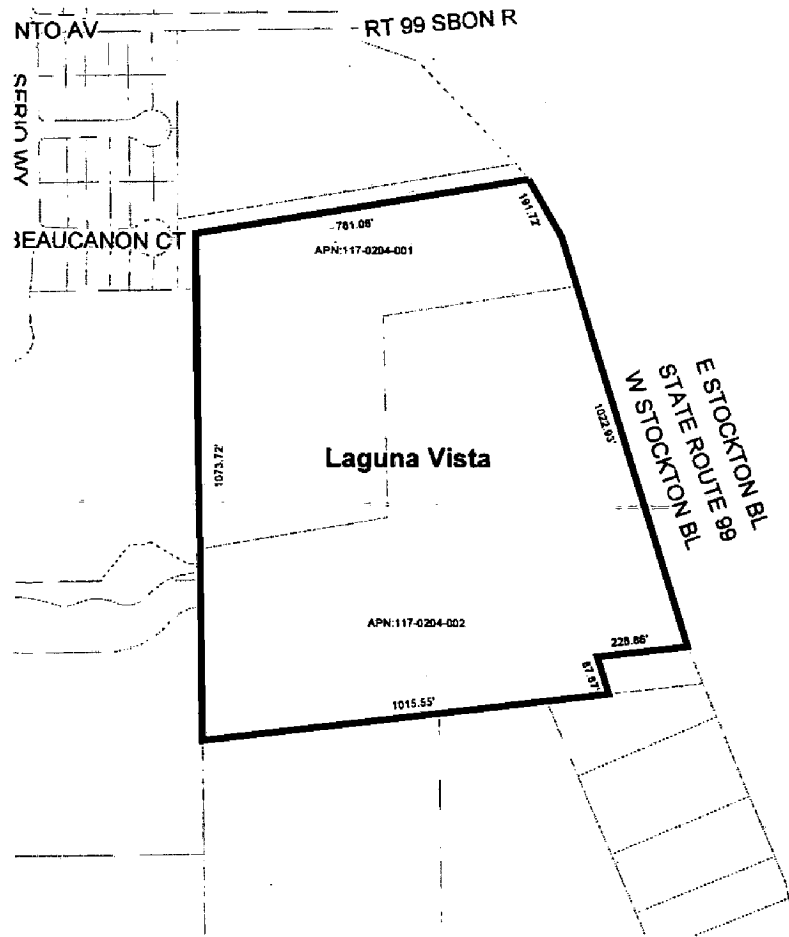 NTO AV
RT 99 SBON R
SERIO WY
BEAUCANON CT
781.08'
191.72'
APN:117-0204-001
E STOCKTON BL
STATE ROUTE 99
W STOCKTON BL
1022.93'
Laguna Vista
1073.72'
APN:117-0204-002
228.86'
87.87'
1015.55'